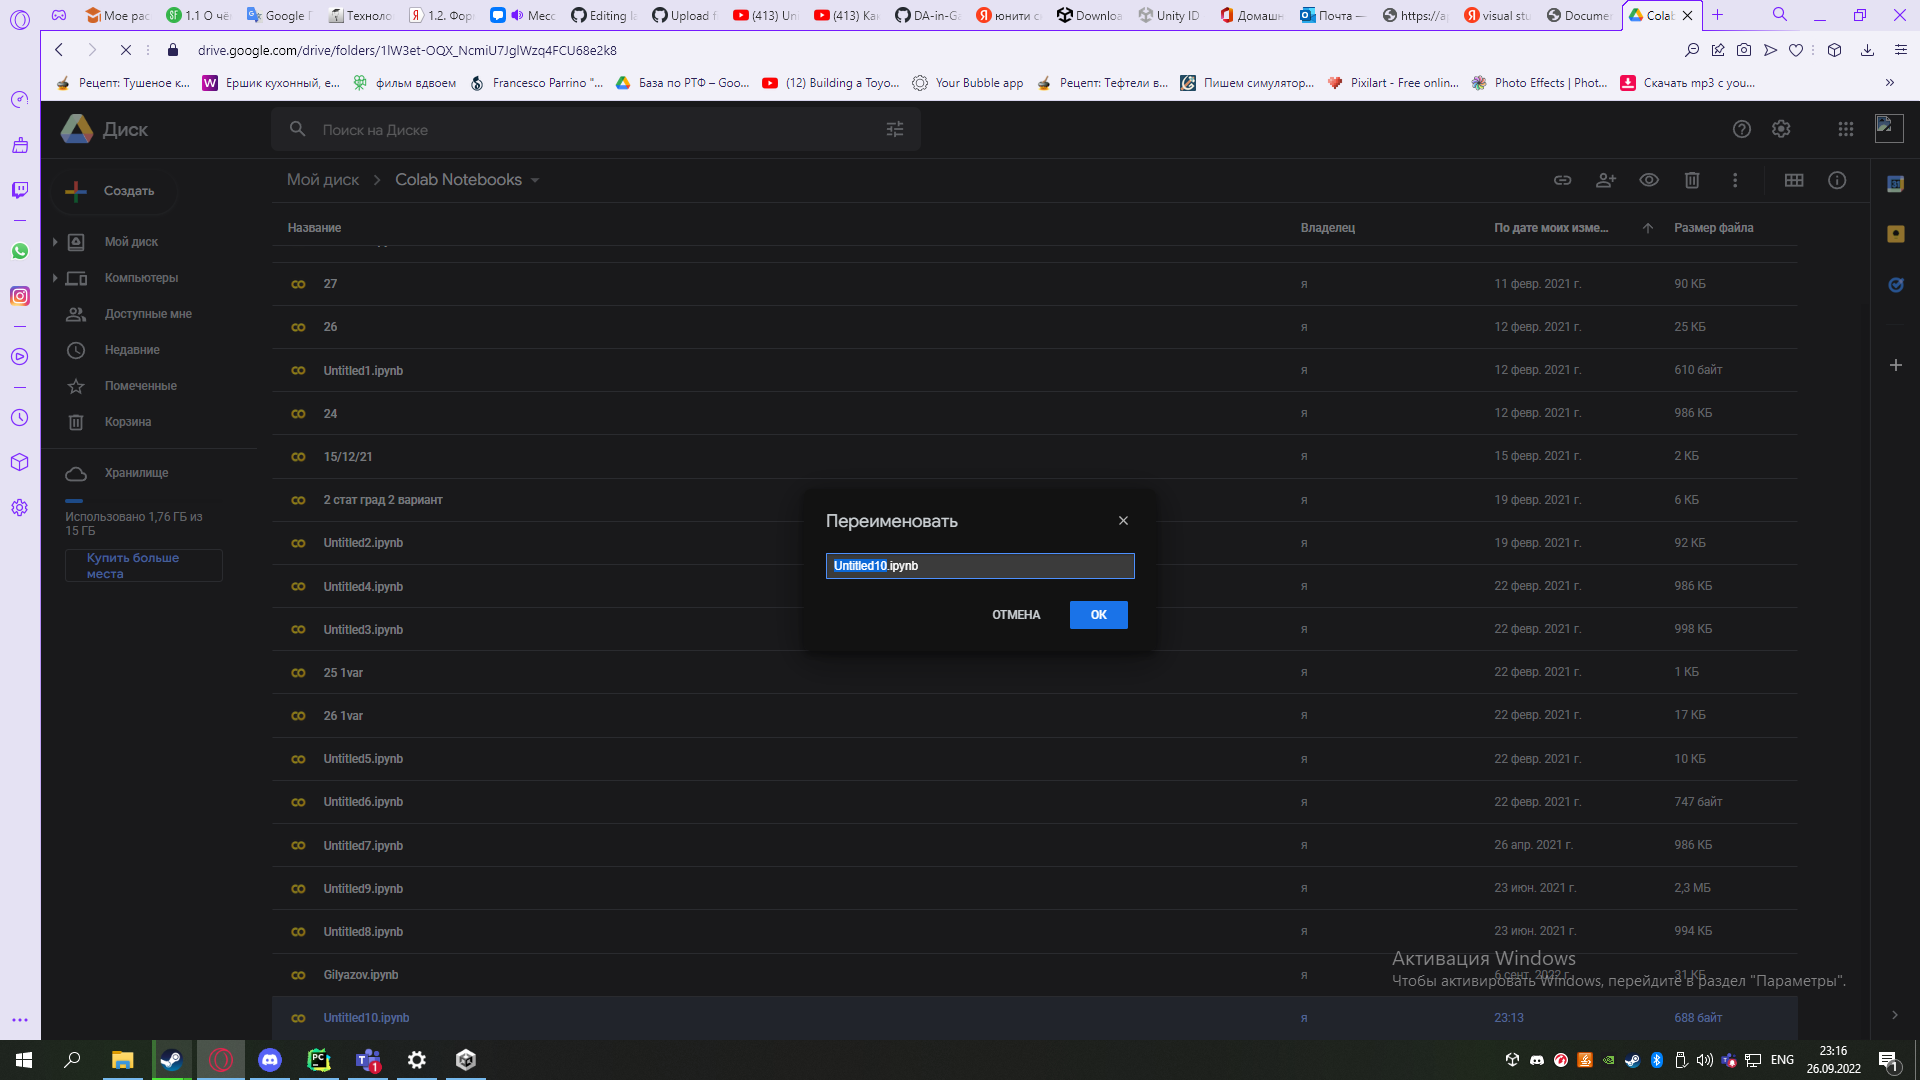 Мое рас
SF 1.1 О чё
Google П
Техноло
1.2. Фор
Месс
Editing la
Upload f
(413) Uni
(413) Как
DA-in-Ga
юнити с
Downloa
Unity ID
Домашн
Почта —
https://a
visual stu
Docume
Colab
drive.google.com/drive/folders/1lW3et-OQX_NcmiU7JglWzq4FCU68e2k8
Рецепт: Тушеное к...
Ершик кухонный, е...
фильм вдвоем
Francesco Parrino "...
База по РТФ – Goo...
(12) Building a Toyo...
Your Bubble app
Рецепт: Тефтели в...
Пишем симулятор...
Pixilart - Free onlin...
Photo Effects | Phot...
Скачать mp3 с you...
Диск
Поиск на Диске
Создать
Мой диск
Компьютеры
Доступные мне
Недавние
Помеченные
Корзина
Хранилище
Использовано 1,76 ГБ из
15 ГБ
Купить больше
места
Мой диск
Colab Notebooks
Название Владелец По дате моих изме... Размер файла
27 я 11 февр. 2021 г. 90 КБ
26 я 12 февр. 2021 г. 25 КБ
Untitled1.ipynb я 12 февр. 2021 г. 610 байт
24 я 12 февр. 2021 г. 986 КБ
15/12/21 я 15 февр. 2021 г. 2 КБ
2 стат град 2 вариант я 19 февр. 2021 г. 6 КБ
Untitled2.ipynb я 19 февр. 2021 г. 92 КБ
Untitled4.ipynb я 22 февр. 2021 г. 986 КБ
Untitled3.ipynb я 22 февр. 2021 г. 998 КБ
25 1var я 22 февр. 2021 г. 1 КБ
26 1var я 22 февр. 2021 г. 17 КБ
Untitled5.ipynb я 22 февр. 2021 г. 10 КБ
Untitled6.ipynb я 22 февр. 2021 г. 747 байт
Untitled7.ipynb я 26 апр. 2021 г. 986 КБ
Untitled9.ipynb я 23 июн. 2021 г. 2,3 МБ
Untitled8.ipynb я 23 июн. 2021 г. 994 КБ
Gilyazov.ipynb я 6 сент. 2022 г. 31 КБ
Untitled10.ipynb я 23:13 688 байт
Переименовать
Untitled10.ipynb
ОТМЕНА
ОК
Активация Windows
Чтобы активировать Windows, перейдите в раздел "Параметры".
ENG
23:16
26.09.2022